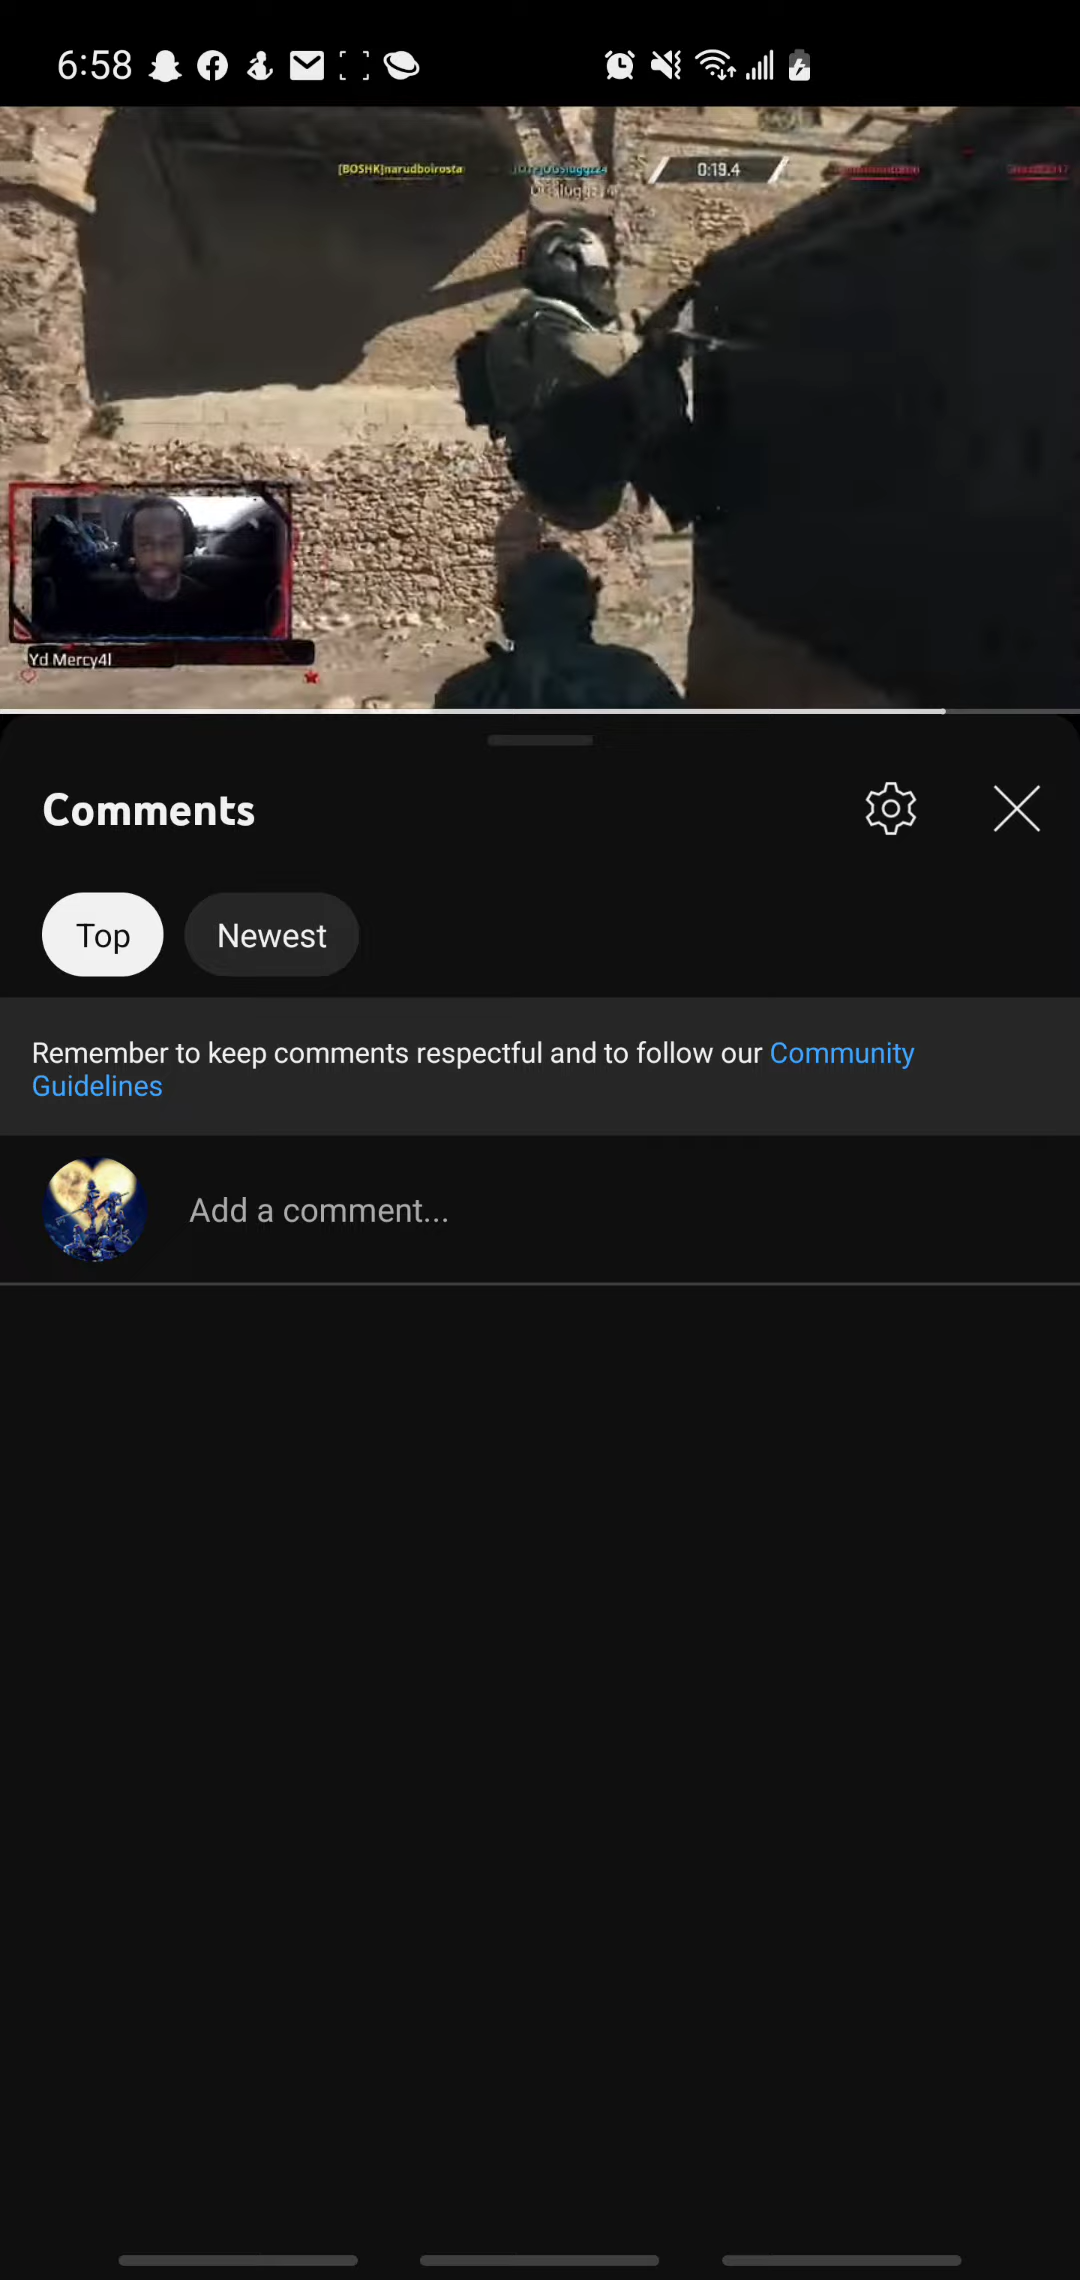 6:58
[BOSHK]narudboirosta
0:19.4
Yd Mercy4l
Comments
Top Newest
Remember to keep comments respectful and to follow our Community
Guidelines
Add a comment...